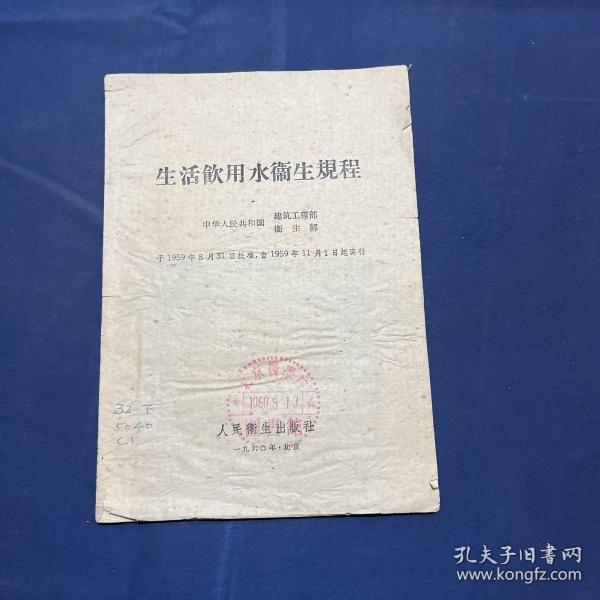 生活飲用水衞生規程
中华人民共和国 建筑工程部
衞生部
于1959年8月31日批准,自1959年11月1日起实行
1960.5.13
人民衞生出版社
一九六〇年·北京
32下
5040
C.1
孔夫子旧书网
www.kongfz.com